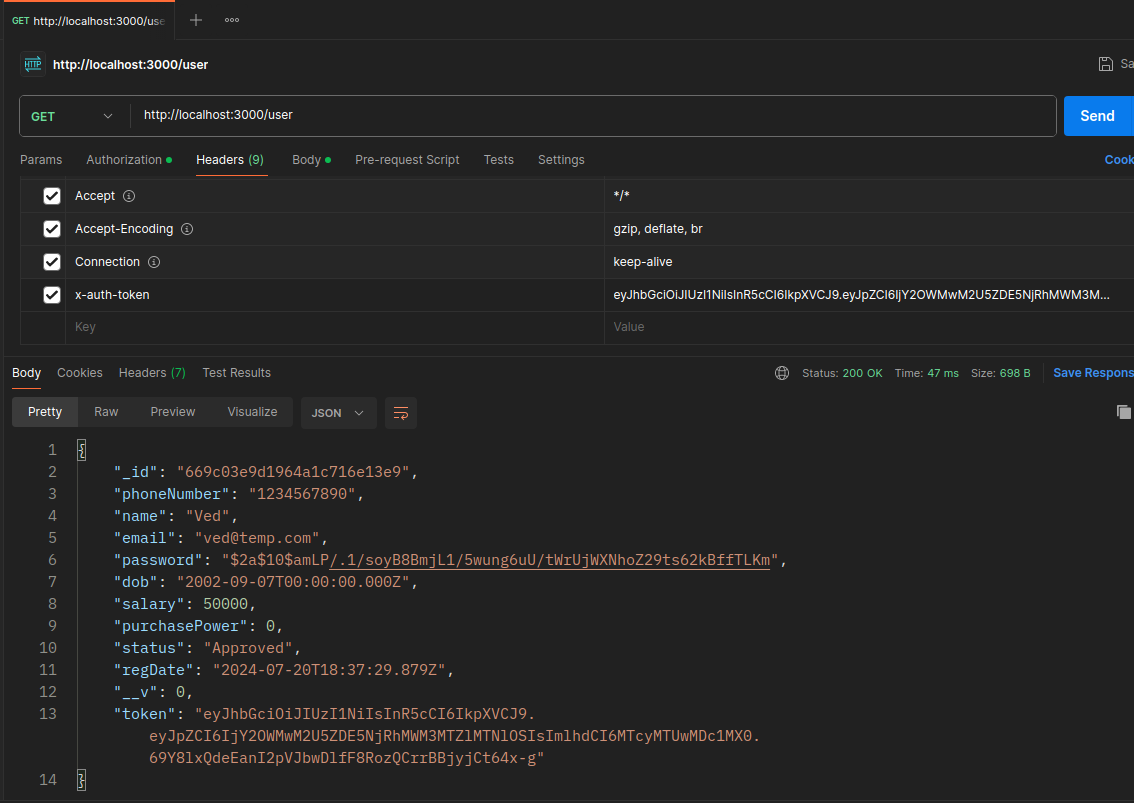 GET http://localhost:3000/use
HTTP http://localhost:3000/user
Sa
GET http://localhost:3000/user
Send
Params Authorization Headers (9) Body Pre-request Script Tests Settings Cook
Accept */*
Accept-Encoding gzip, deflate, br
Connection keep-alive
x-auth-token eyJhbGciOiJIUzI1NiIsInR5cCI6IkpXVCJ9.eyJpZCI6IjY2OWMwM2U5ZDE5NjRhMWM3M...
Key Value
Body Cookies Headers (7) Test Results Status: 200 OK Time: 47 ms Size: 698 B Save Respons
Pretty Raw Preview Visualize JSON
1 {
2 "_id": "669c03e9d1964a1c716e13e9",
3 "phoneNumber": "1234567890",
4 "name": "Ved",
5 "email": "ved@temp.com",
6 "password": "$2a$10$amLP/.1/soyB8BmjL1/5wung6uU/tWrUjWXNhoZ29ts62kBffTLKm",
7 "dob": "2002-09-07T00:00:00.000Z",
8 "salary": 50000,
9 "purchasePower": 0,
10 "status": "Approved",
11 "regDate": "2024-07-20T18:37:29.879Z",
12 "__v": 0,
13 "token": "eyJhbGciOiJIUzI1NiIsInR5cCI6IkpXVCJ9.
eyJpZCI6IjY2OWMwM2U5ZDE5NjRhMWM3MTZlMTNlOSIsImlhdCI6MTcyMTUwMDc1MX0.
69Y8lxQdeEanI2pVJbwDlfF8RozQCrrBBjyjCt64x-g"
14 }